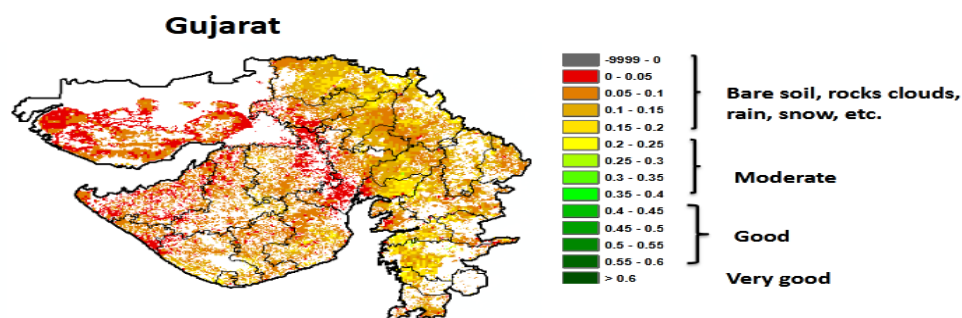 Gujarat
-9999 - 0
0 - 0.05
0.05 - 0.1
0.1 - 0.15
0.15 - 0.2
0.2 - 0.25
0.25 - 0.3
0.3 - 0.35
0.35 - 0.4
0.4 - 0.45
0.45 - 0.5
0.5 - 0.55
0.55 - 0.6
> 0.6
Bare soil, rocks clouds,
rain, snow, etc.
Moderate
Good
Very good